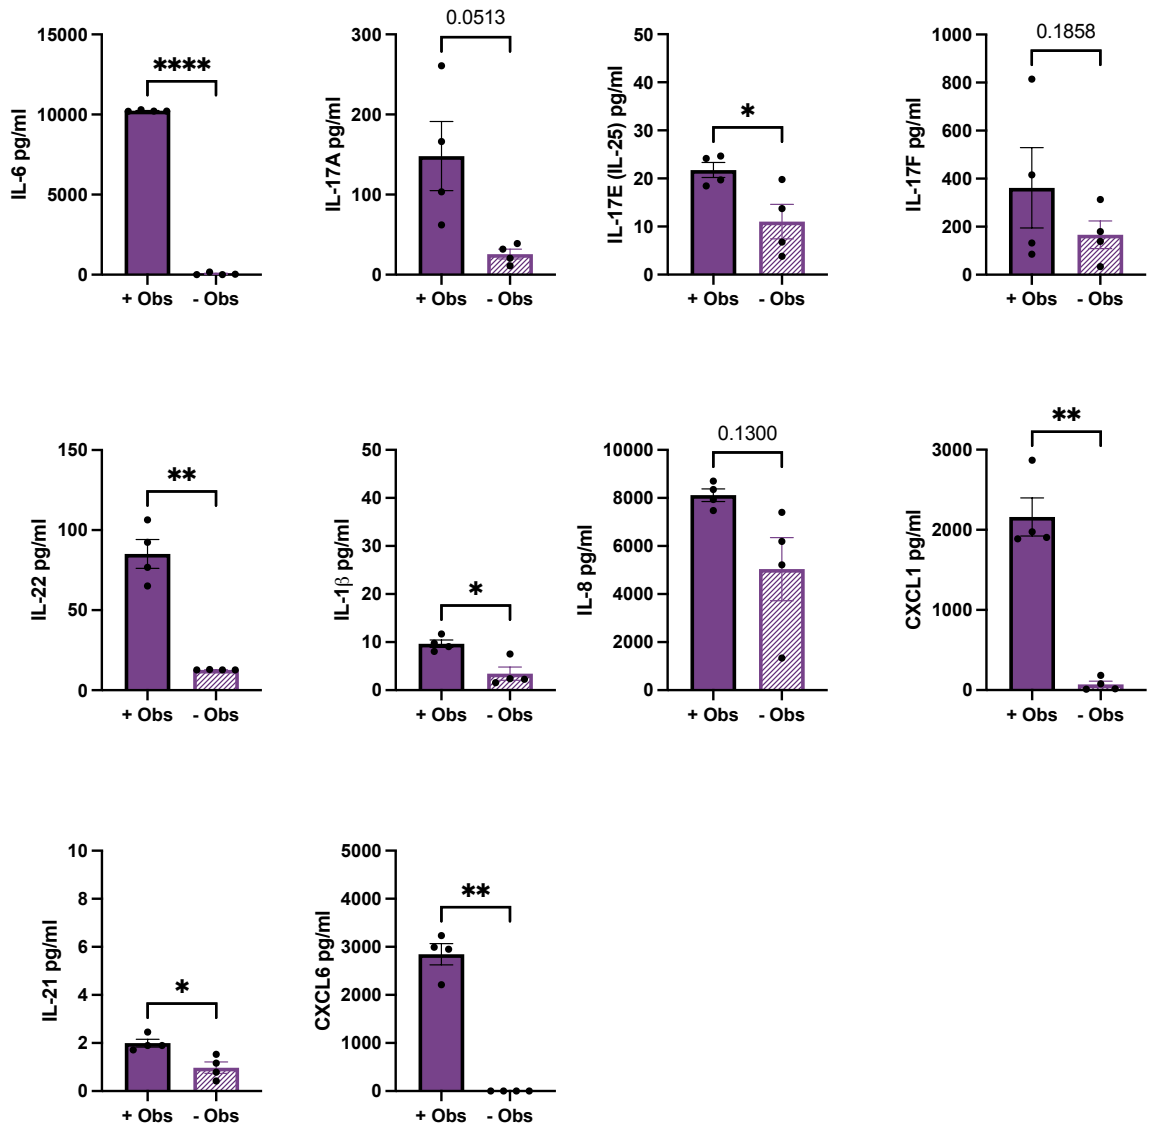 IL-6 pg/ml
15000
10000
5000
0
****
+ Obs
- Obs
IL-17A pg/ml
300
200
100
0
0.0513
+ Obs
- Obs
IL-17E (IL-25) pg/ml
50
40
30
20
10
0
*
+ Obs
- Obs
IL-17F pg/ml
1000
800
600
400
200
0
0.1858
+ Obs
- Obs
IL-22 pg/ml
150
100
50
0
**
+ Obs
- Obs
IL-1β pg/ml
50
40
30
20
10
0
*
+ Obs
- Obs
IL-8 pg/ml
10000
8000
6000
4000
2000
0
0.1300
+ Obs
- Obs
CXCL1 pg/ml
3000
2000
1000
0
**
+ Obs
- Obs
IL-21 pg/ml
10
8
6
4
2
0
*
+ Obs
- Obs
CXCL6 pg/ml
5000
4000
3000
2000
1000
0
**
+ Obs
- Obs